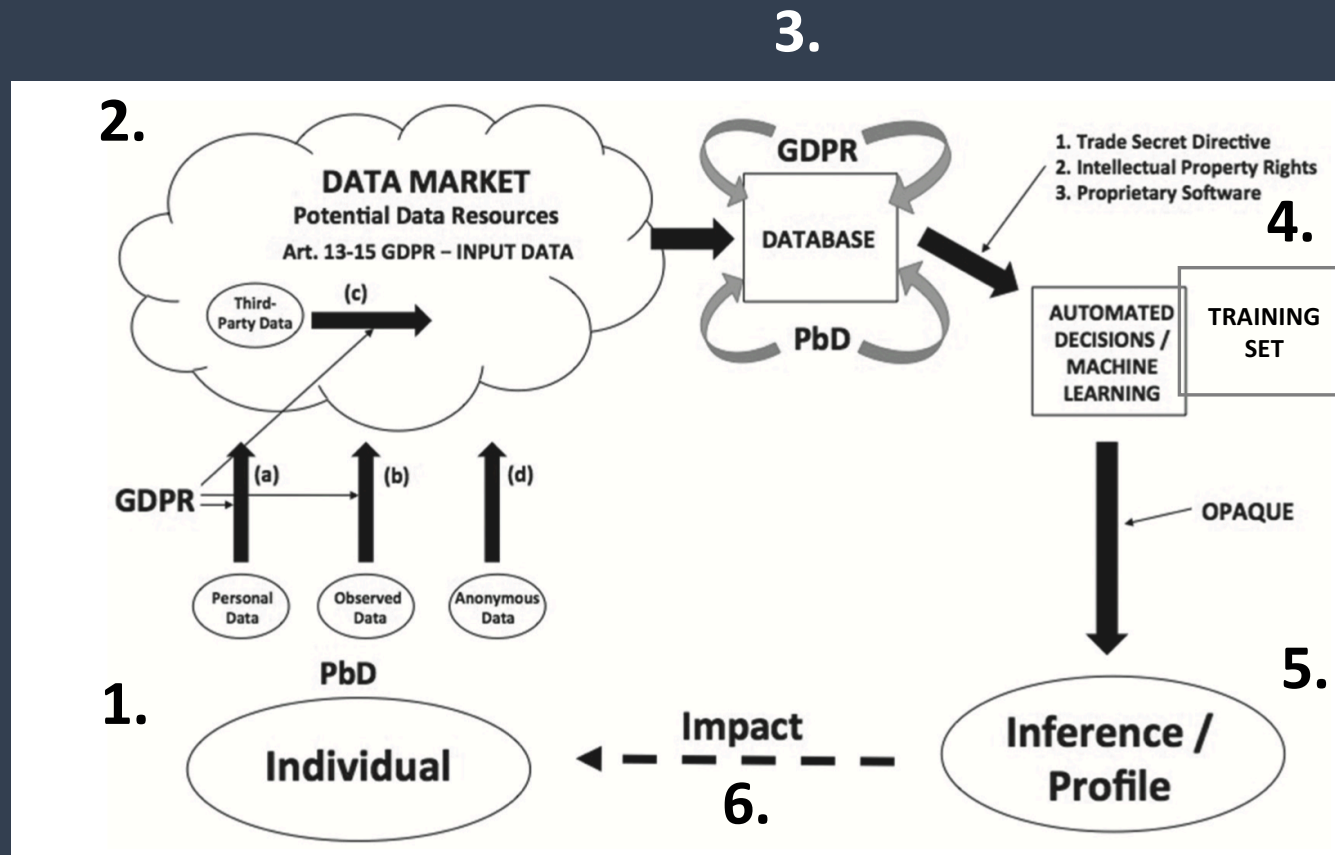 3.
2.
DATA MARKET
Potential Data Resources
Art. 13-15 GDPR – INPUT DATA
Third-
Party Data
(c)
GDPR
DATABASE
PbD
1. Trade Secret Directive
2. Intellectual Property Rights
3. Proprietary Software
4.
AUTOMATED
DECISIONS /
MACHINE
LEARNING
TRAINING
SET
GDPR
(a)
(b)
(d)
Personal
Data
Observed
Data
Anonymous
Data
OPAQUE
PbD
1.
Individual
Impact
6.
5.
Inference /
Profile